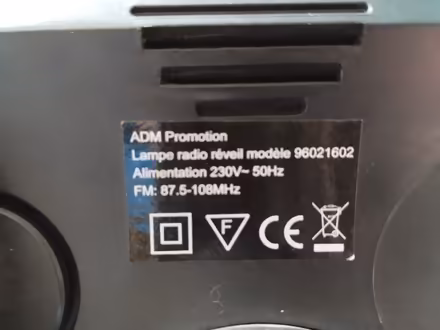 ADM Promotion
Lampe radio réveil modèle 96021602
Alimentation 230V~ 50Hz
FM: 87.5-108MHz
F CE